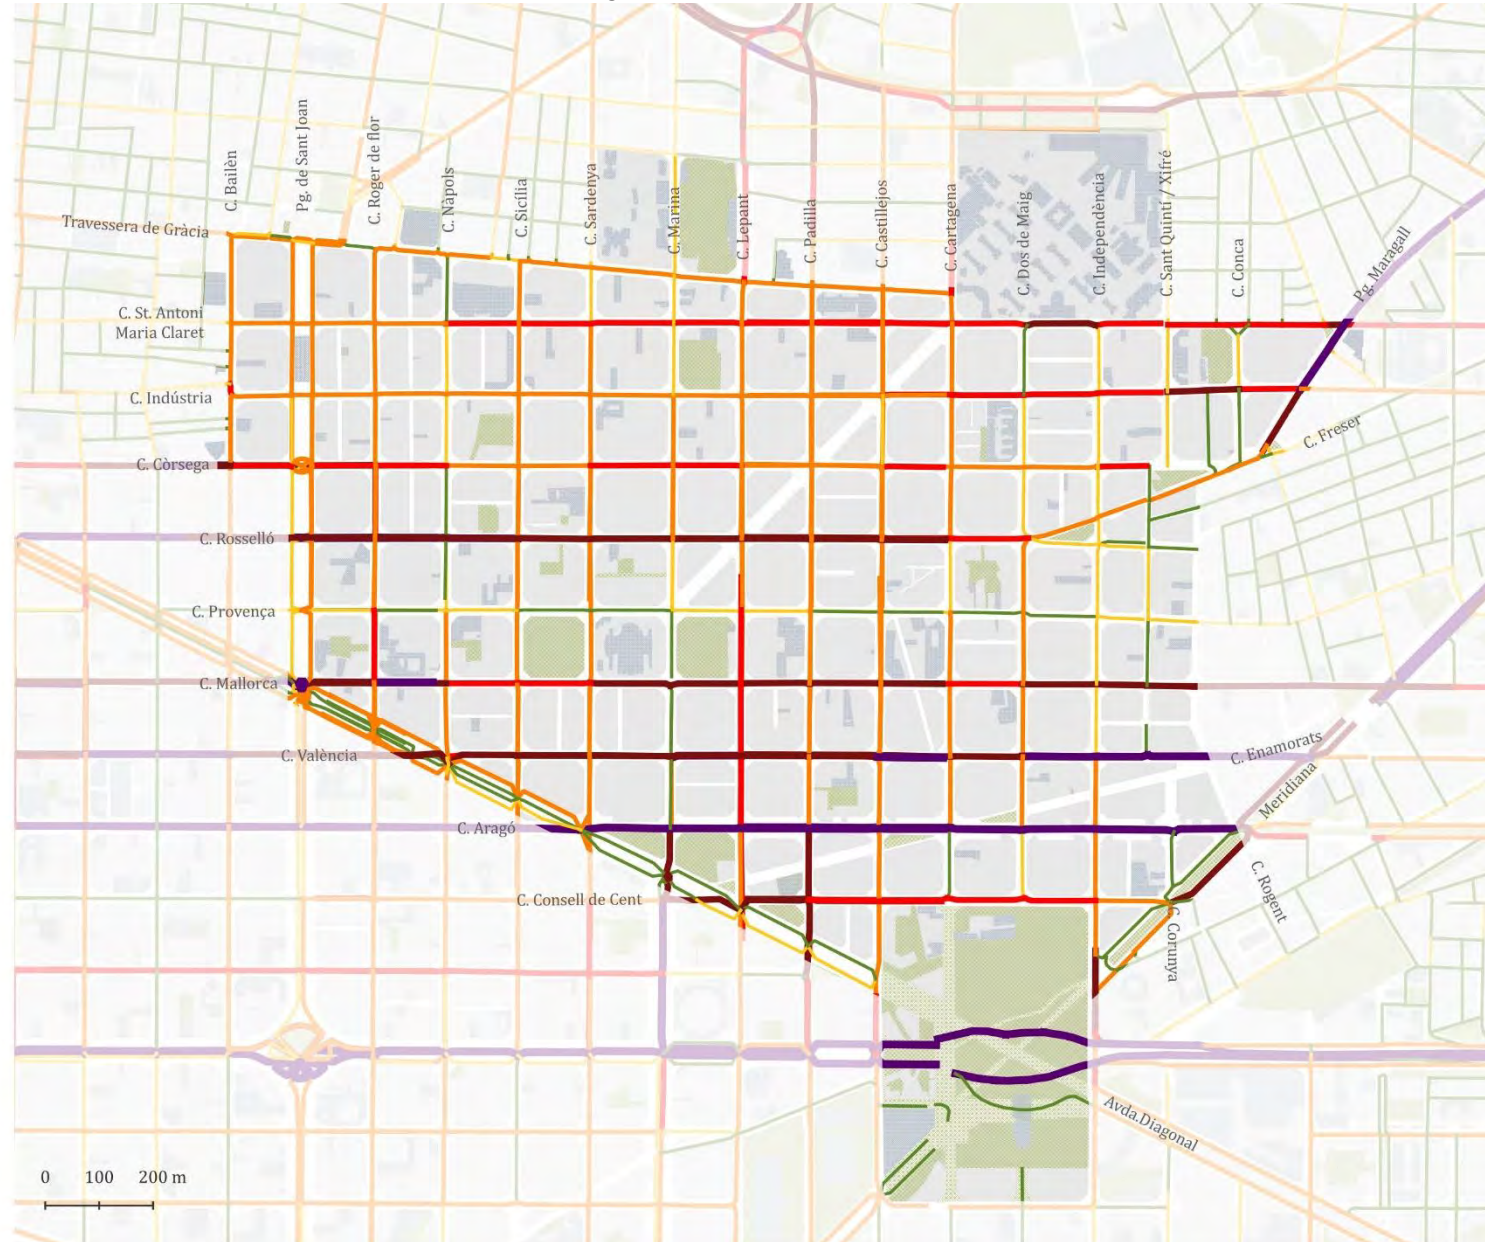 C. Bailèn
Pg. de Sant Joan
C. Roger de flor
C. Nàpols
C. Sicília
C. Sardenya
C. Marina
C. Lepant
C. Padilla
C. Castillejos
C. Cartagena
C. Dos de Maig
C. Independència
C. Sant Quintí / Xifré
C. Conca
Pg. Maragall
Travessera de Gràcia
C. St. Antoni
Maria Claret
C. Indústria
C. Freser
C. Còrsega
C. Rosselló
C. Provença
C. Mallorca
C. València
C. Enamorats
Meridiana
C. Aragó
C. Rogent
C. Consell de Cent
C. Corunya
Avda.Diagonal
0 100 200 m